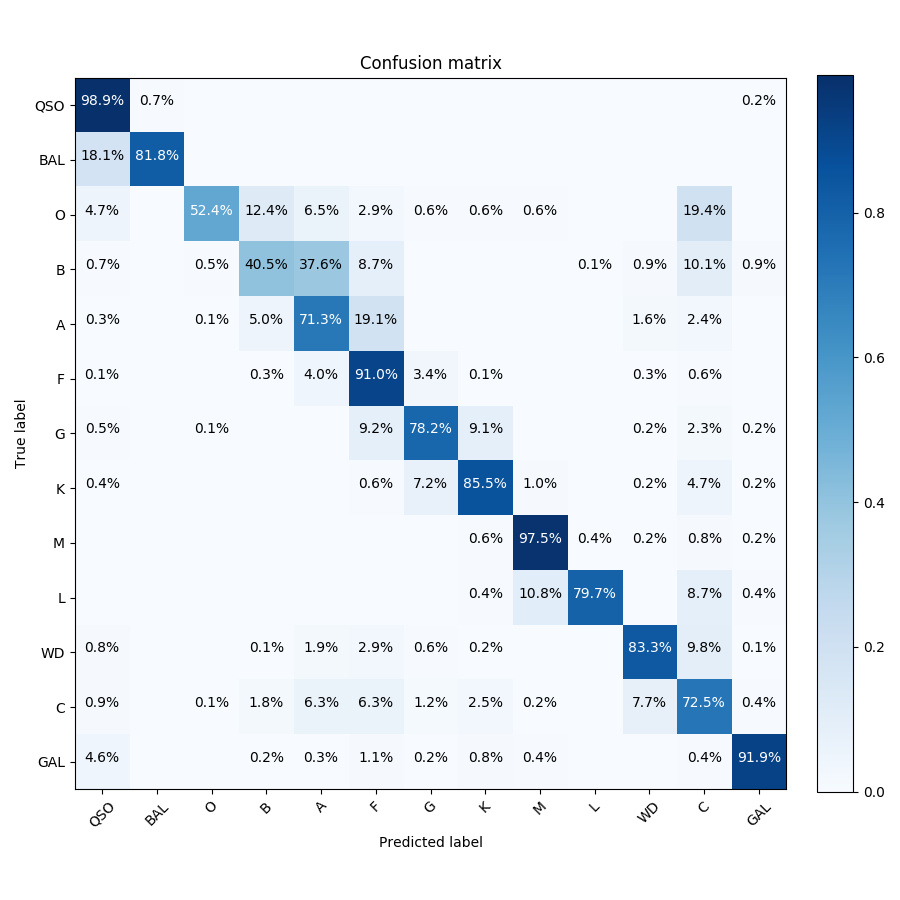 Confusion matrix
QSO 98.9% 0.7% 0.2%
BAL 18.1% 81.8%
O 4.7% 52.4% 12.4% 6.5% 2.9% 0.6% 0.6% 0.6% 19.4%
B 0.7% 0.5% 40.5% 37.6% 8.7% 0.1% 0.9% 10.1% 0.9%
A 0.3% 0.1% 5.0% 71.3% 19.1% 1.6% 2.4%
F 0.1% 0.3% 4.0% 91.0% 3.4% 0.1% 0.3% 0.6%
G 0.5% 0.1% 9.2% 78.2% 9.1% 0.2% 2.3% 0.2%
K 0.4% 0.6% 7.2% 85.5% 1.0% 0.2% 4.7% 0.2%
M 0.6% 97.5% 0.4% 0.2% 0.8% 0.2%
L 0.4% 10.8% 79.7% 8.7% 0.4%
WD 0.8% 0.1% 1.9% 2.9% 0.6% 0.2% 83.3% 9.8% 0.1%
C 0.9% 0.1% 1.8% 6.3% 6.3% 1.2% 2.5% 0.2% 7.7% 72.5% 0.4%
GAL 4.6% 0.2% 0.3% 1.1% 0.2% 0.8% 0.4% 0.4% 91.9%
QSO BAL O B A F G K M L WD C GAL
Predicted label
True label
0.8
0.6
0.4
0.2
0.0